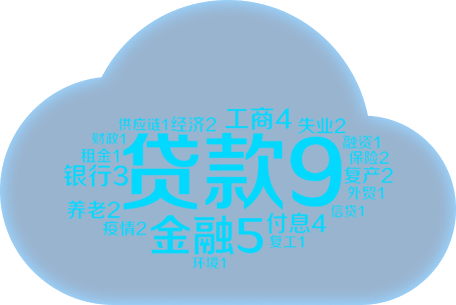 供应链1 经济2 工商4 失业2
财政1 融资1
租金1 贷款9 保险2
银行3 复产2
外贸1
养老2 信贷1
疫情2 金融5 付息4
复工1
环境1